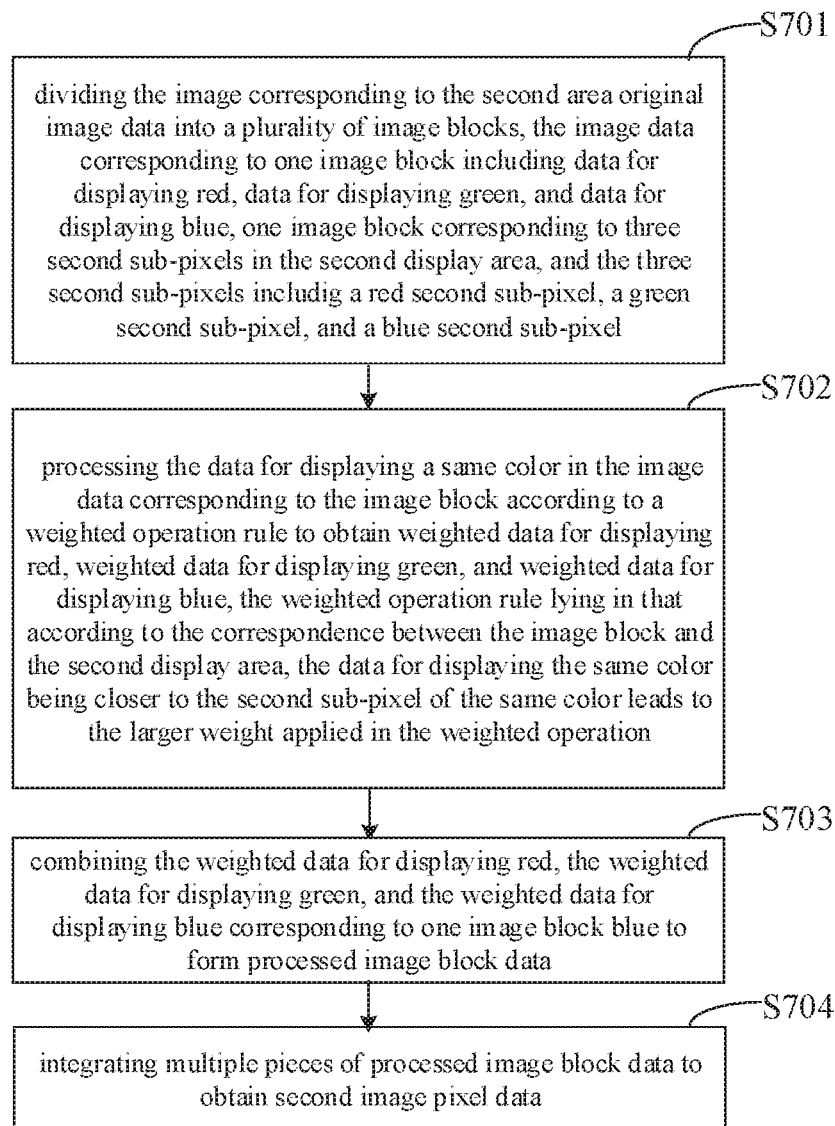 S701
dividing the image corresponding to the second area original
image data into a plurality of image blocks, the image data
corresponding to one image block including data for
displaying red, data for displaying green, and data for
displaying blue, one image block corresponding to three
second sub-pixels in the second display area, and the three
second sub-pixels includig a red second sub-pixel, a green
second sub-pixel, and a blue second sub-pixel
S702
processing the data for displaying a same color in the image
data corresponding to the image block according to a
weighted operation rule to obtain weighted data for displaying
red, weighted data for displaying green, and weighted data for
displaying blue, the weighted operation rule lying in that
according to the correspondence between the image block and
the second display area, the data for displaying the same color
being closer to the second sub-pixel of the same color leads to
the larger weight applied in the weighted operation
S703
combining the weighted data for displaying red, the weighted
data for displaying green, and the weighted data for
displaying blue corresponding to one image block blue to
form processed image block data
S704
integrating multiple pieces of processed image block data to
obtain second image pixel data